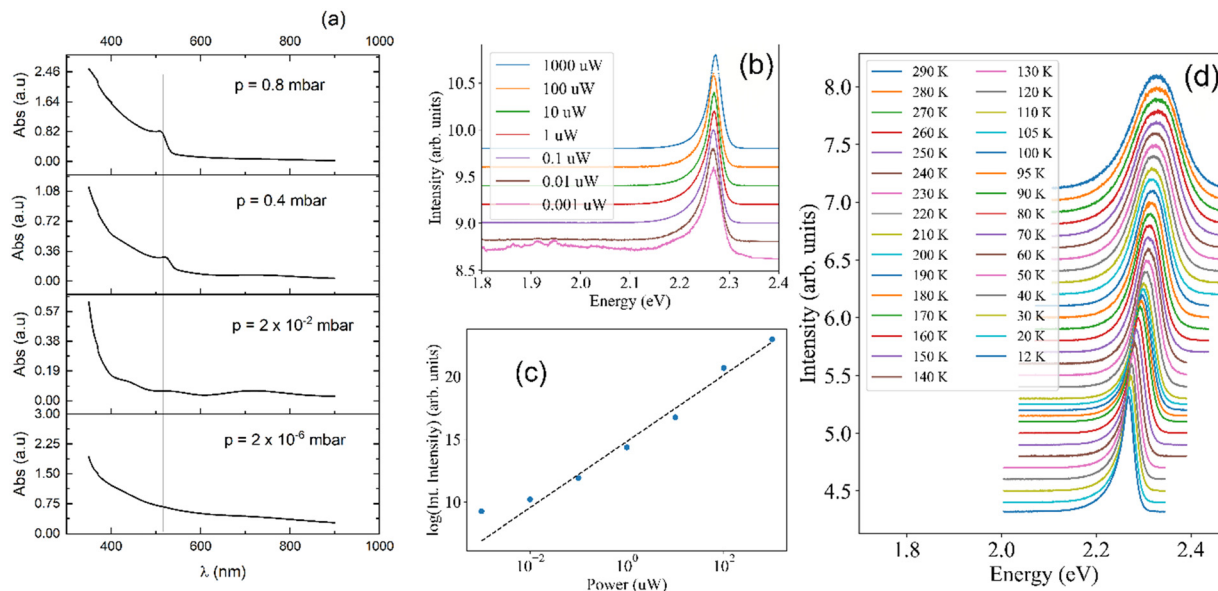 (a)
400 600 800 1000
2.46
1.64
0.82
0.00
Abs (a.u)
p = 0.8 mbar
1.08
0.72
0.36
0.00
Abs (a.u)
p = 0.4 mbar
0.57
0.38
0.19
0.00
Abs (a.u)
p = 2 x 10⁻² mbar
3.00
2.25
1.50
0.75
0.00
Abs (a.u)
p = 2 x 10⁻⁶ mbar
400 600 800 1000
λ (nm)
(b)
1000 uW
100 uW
10 uW
1 uW
0.1 uW
0.01 uW
0.001 uW
10.5
10.0
9.5
9.0
8.5
Intensity (arb. units)
1.8 1.9 2.0 2.1 2.2 2.3 2.4
Energy (eV)
(c)
20
15
10
log(Int. Intensity) (arb. units)
10⁻² 10⁰ 10²
Power (uW)
(d)
290 K 130 K
280 K 120 K
270 K 110 K
260 K 105 K
250 K 100 K
240 K 95 K
230 K 90 K
220 K 80 K
210 K 70 K
200 K 60 K
190 K 50 K
180 K 40 K
170 K 30 K
160 K 20 K
150 K 12 K
140 K
8.0
7.5
7.0
6.5
6.0
5.5
5.0
4.5
Intensity (arb. units)
1.8 2.0 2.2 2.4
Energy (eV)